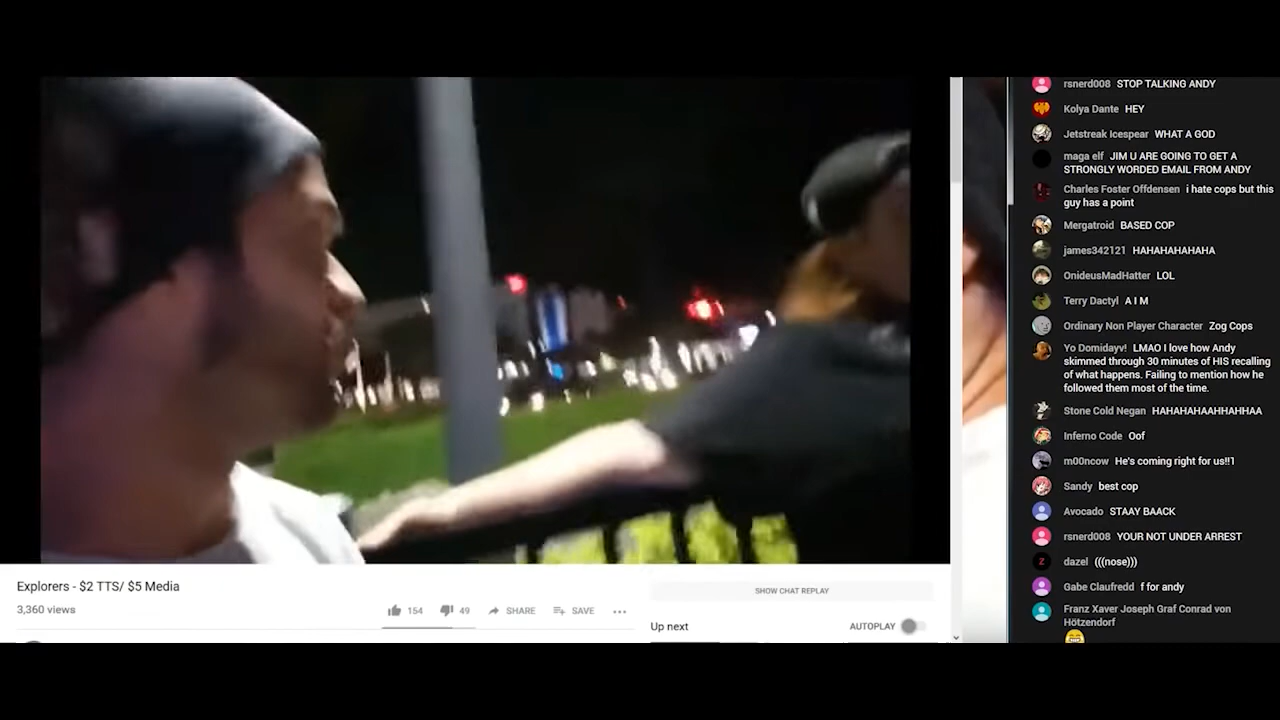 rsnerd008 STOP TALKING ANDY
Kolya Dante HEY
Jetstreak Icespear WHAT A GOD
maga elf JIM U ARE GOING TO GET A
STRONGLY WORDED EMAIL FROM ANDY
Charles Foster Offdensen i hate cops but this
guy has a point
Mergatroid BASED COP
james342121 HAHAHAHAHAHA
OnideusMadHatter LOL
Terry Dactyl A I M
Ordinary Non Player Character Zog Cops
Yo Domidayv! LMAO I love how Andy
skimmed through 30 minutes of HIS recalling
of what happens. Failing to mention how he
followed them most of the time.
Stone Cold Negan HAHAHAHAAHHAHHAA
Inferno Code Oof
m00ncow He's coming right for us!!1
Sandy best cop
Avocado STAAY BAACK
rsnerd008 YOUR NOT UNDER ARREST
Z dazel (((nose)))
Gabe Claufredd f for andy
Franz Xaver Joseph Graf Conrad von
Hötzendorf
Explorers - $2 TTS/ $5 Media
3,360 views
154 49 SHARE SAVE
SHOW CHAT REPLAY
Up next AUTOPLAY